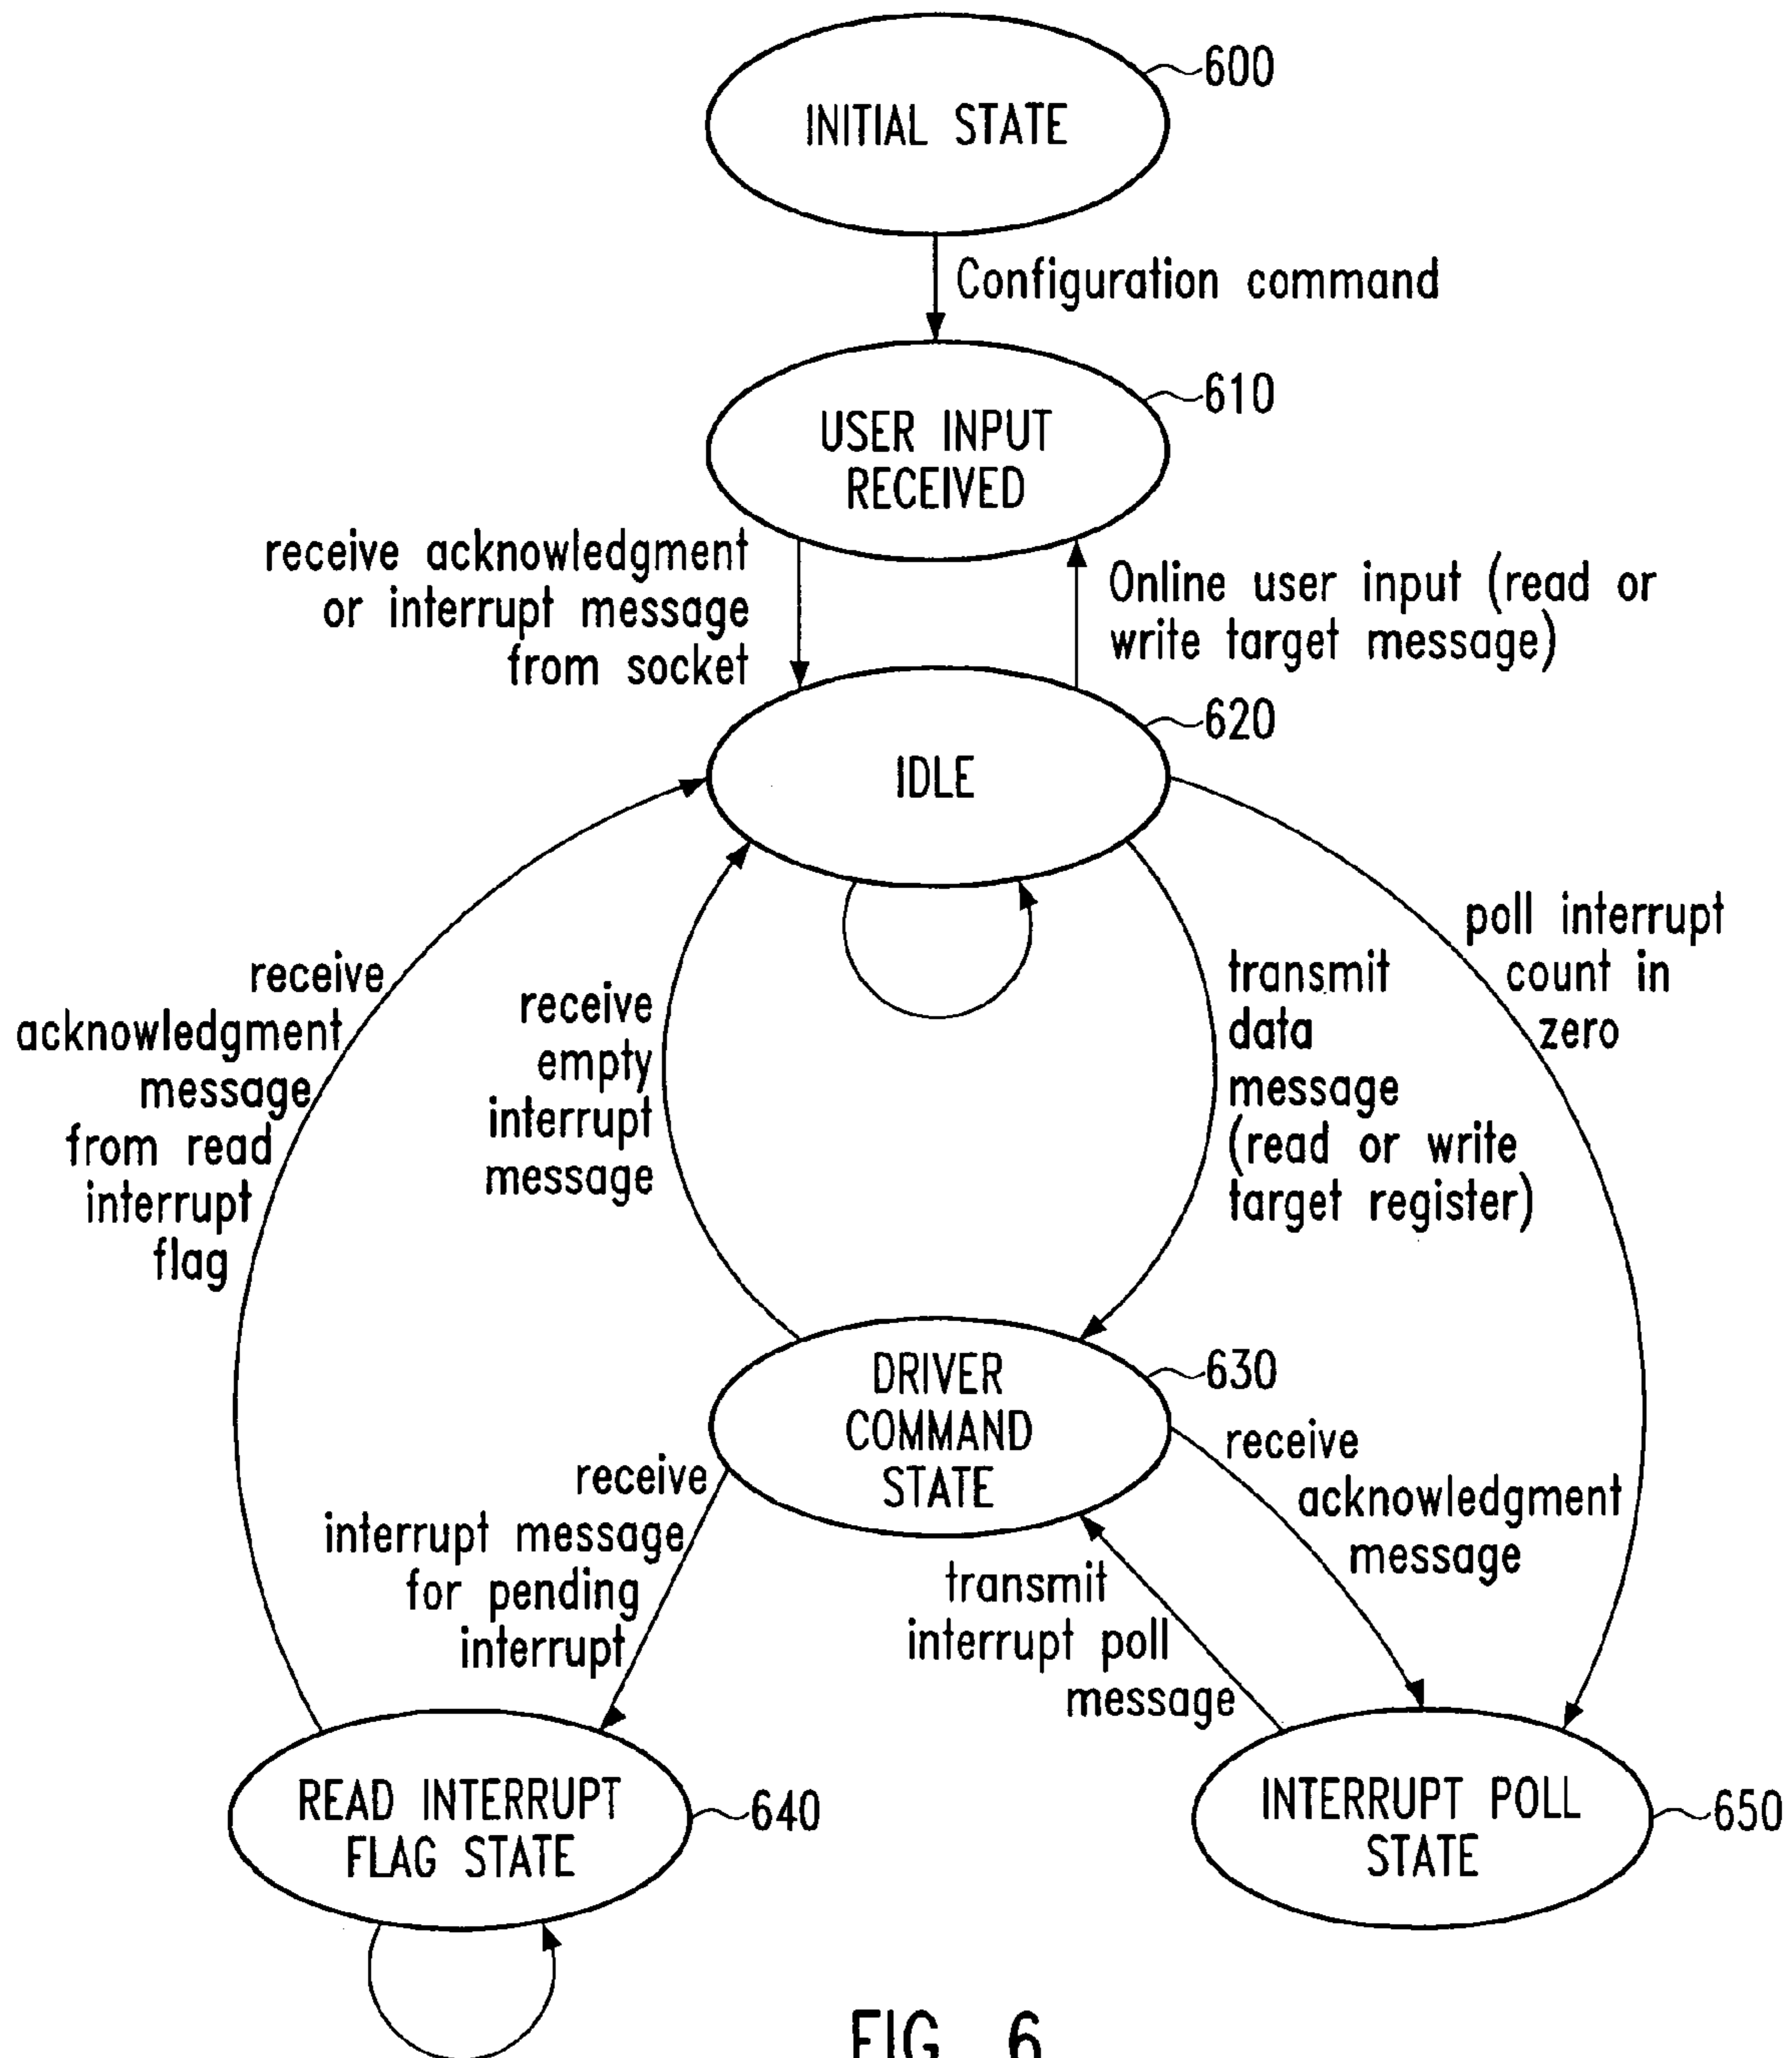 600
INITIAL STATE
Configuration command
610
USER INPUT
RECEIVED
receive acknowledgment
or interrupt message
from socket
Online user input (read or
write target message)
620
IDLE
receive
acknowledgment
message
from read
interrupt
flag
receive
empty
interrupt
message
transmit
data
message
(read or write
target register)
poll interrupt
count in
zero
630
DRIVER
COMMAND
STATE
receive
interrupt message
for pending
interrupt
transmit
interrupt poll
message
receive
acknowledgment
message
READ INTERRUPT
FLAG STATE
640
INTERRUPT POLL
STATE
650
FIG. 6